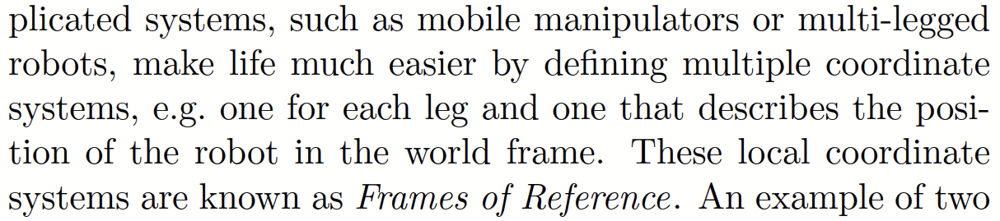 plicated systems, such as mobile manipulators or multi-legged
robots, make life much easier by defining multiple coordinate
systems, e.g. one for each leg and one that describes the posi-
tion of the robot in the world frame. These local coordinate
systems are known as Frames of Reference. An example of two